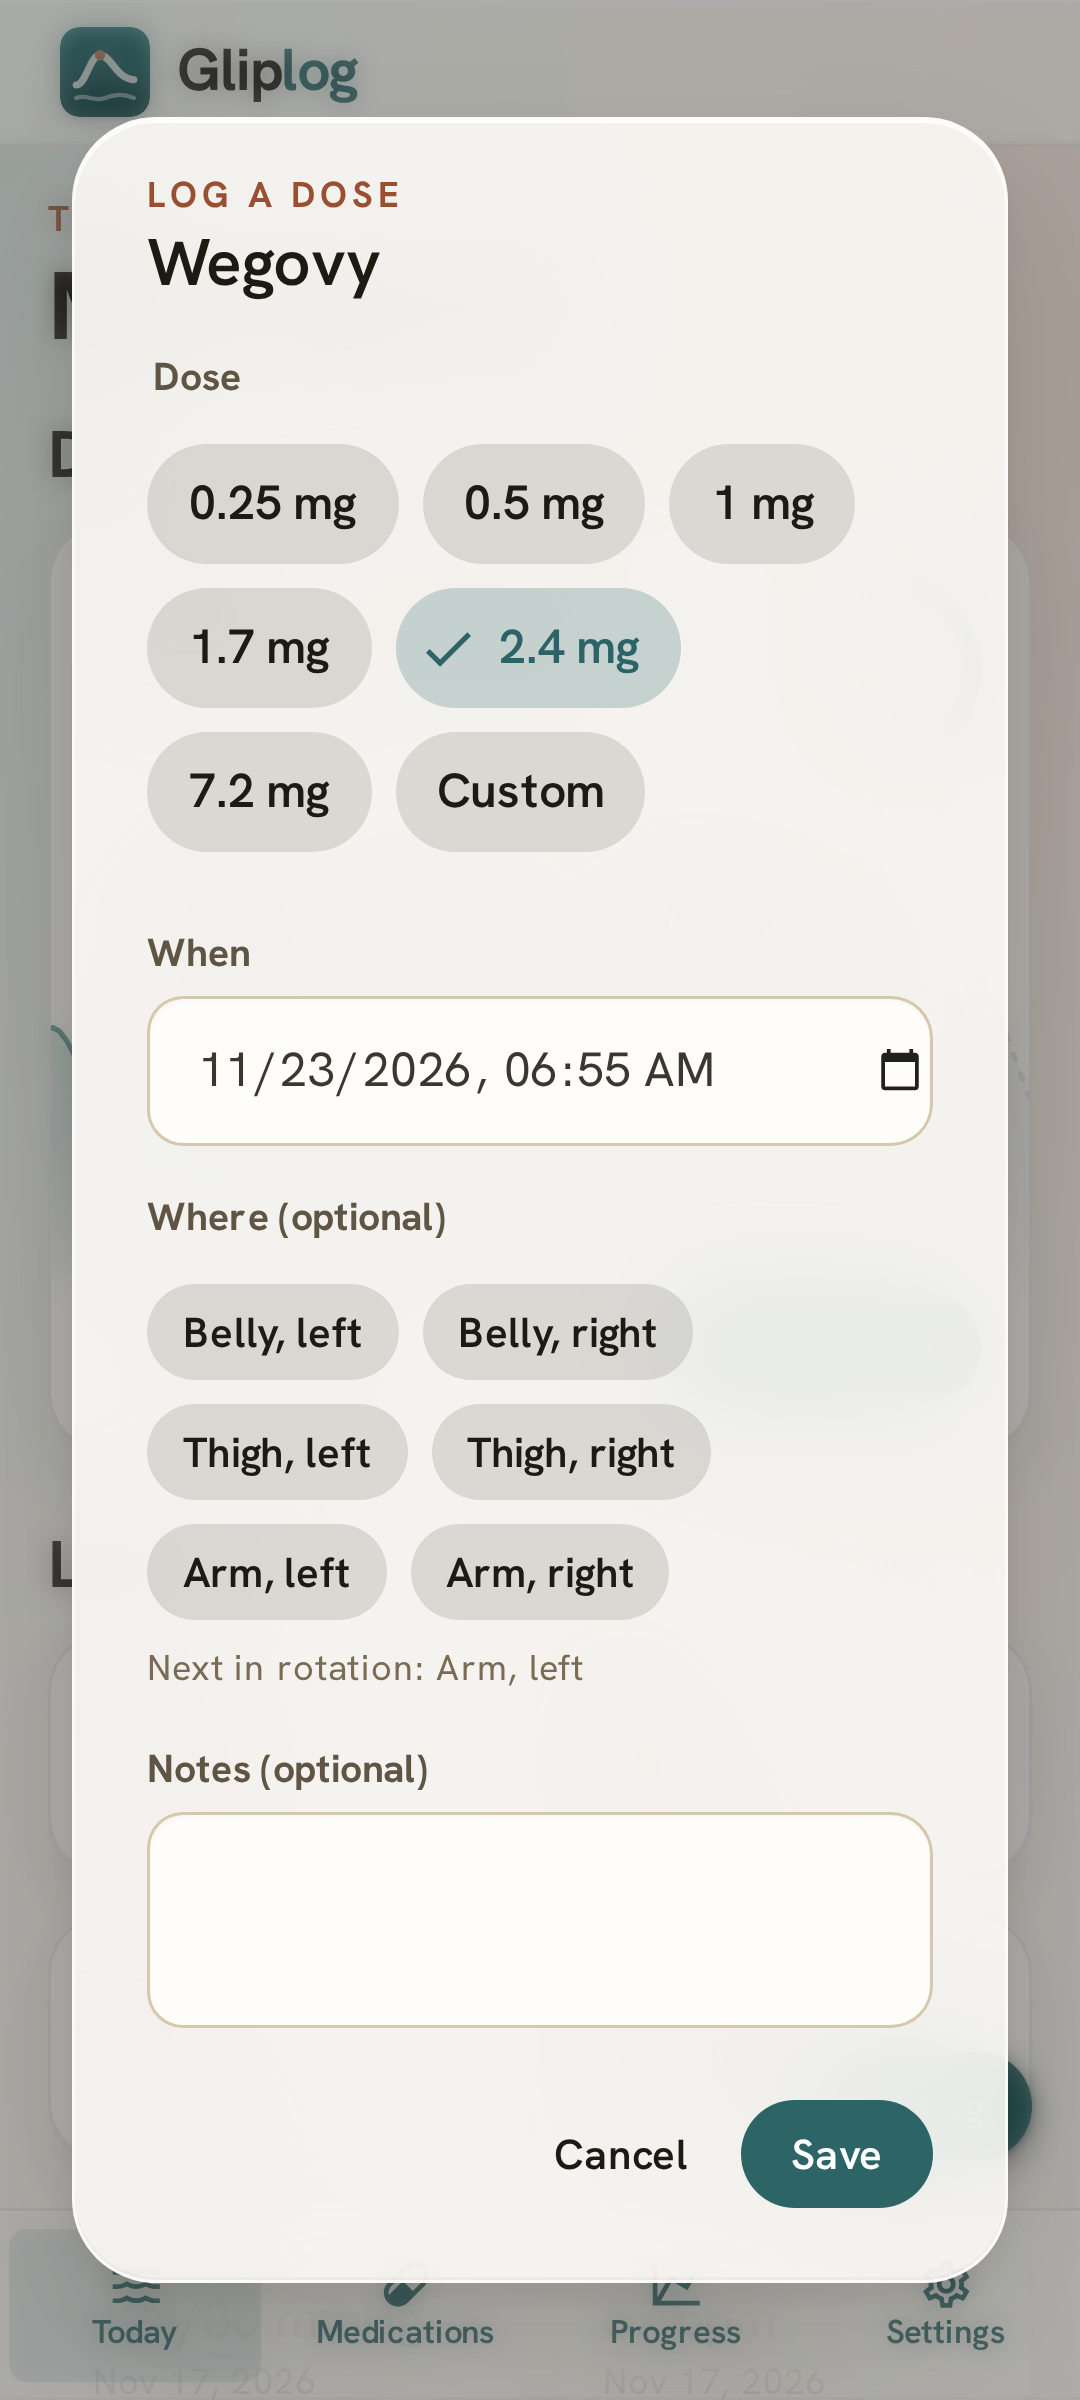 Gliplog
LOG A DOSE
Wegovy
Dose
0.25 mg
0.5 mg
1 mg
1.7 mg
2.4 mg
7.2 mg
Custom
When
11/23/2026, 06:55 AM
Where (optional)
Belly, left
Belly, right
Thigh, left
Thigh, right
Arm, left
Arm, right
Next in rotation: Arm, left
Notes (optional)
Cancel
Save
Today
Medications
Progress
Settings
Nov 17, 2026
Nov 17, 2026